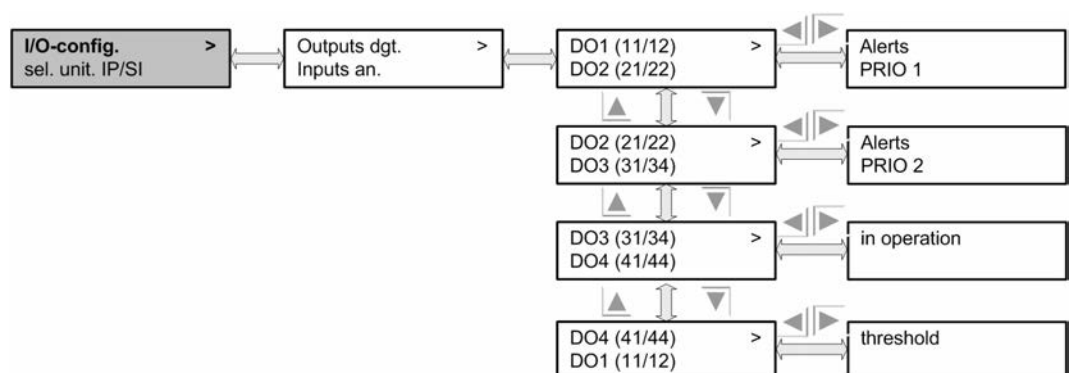 I/O-config. >
sel. unit. IP/SI
Outputs dgt. >
Inputs an.
DO1 (11/12) >
DO2 (21/22)
Alerts
PRIO 1
DO2 (21/22) >
DO3 (31/34)
Alerts
PRIO 2
DO3 (31/34) >
DO4 (41/44)
in operation
DO4 (41/44) >
DO1 (11/12)
threshold